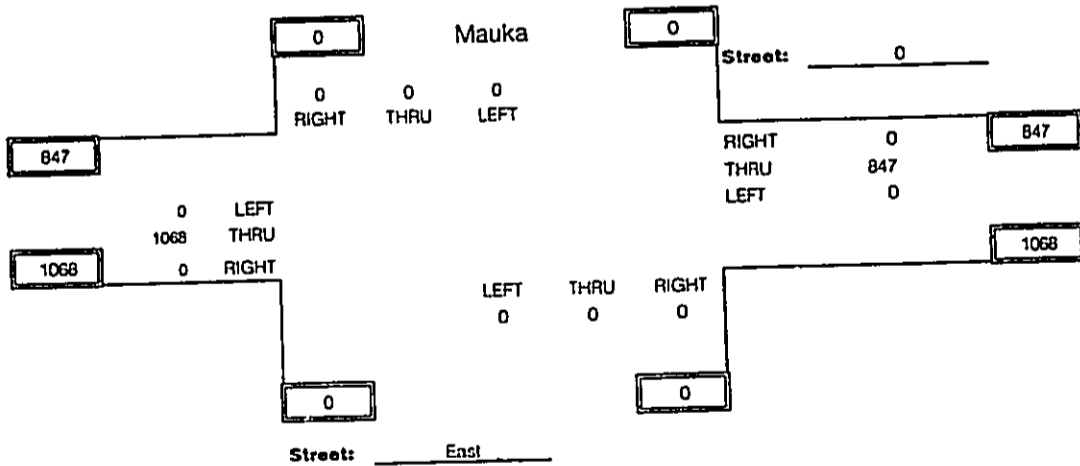 0 Mauka 0
Street: 0
0 0 0
RIGHT THRU LEFT
847
RIGHT 0
847
THRU 847
LEFT 0
0 LEFT
1068 THRU
1068
0 RIGHT
1068
LEFT THRU RIGHT
0 0 0
0
0
Street: East